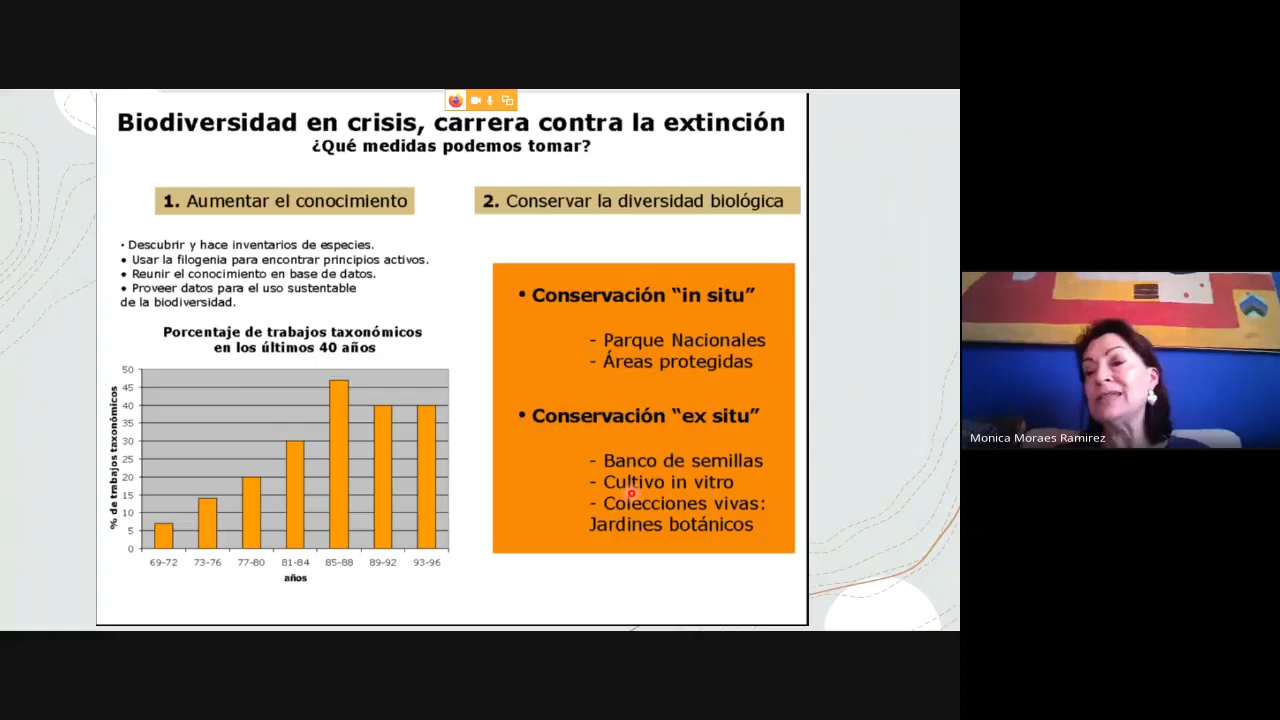 Biodiversidad en crisis, carrera contra la extinción
¿Qué medidas podemos tomar?
1. Aumentar el conocimiento
• Descubrir y hace inventarios de especies.
• Usar la filogenia para encontrar principios activos.
• Reunir el conocimiento en base de datos.
• Proveer datos para el uso sustentable
de la biodiversidad.
Porcentaje de trabajos taxonómicos
en los últimos 40 años
% de trabajos taxonómicos
50
45
40
35
30
25
20
15
10
5
0
69-72 73-76 77-80 81-84 85-88 89-92 93-96
años
2. Conservar la diversidad biológica
• Conservación “in situ”
- Parque Nacionales
- Áreas protegidas
• Conservación “ex situ”
- Banco de semillas
- Cultivo in vitro
- Colecciones vivas:
Jardines botánicos
Monica Moraes Ramirez